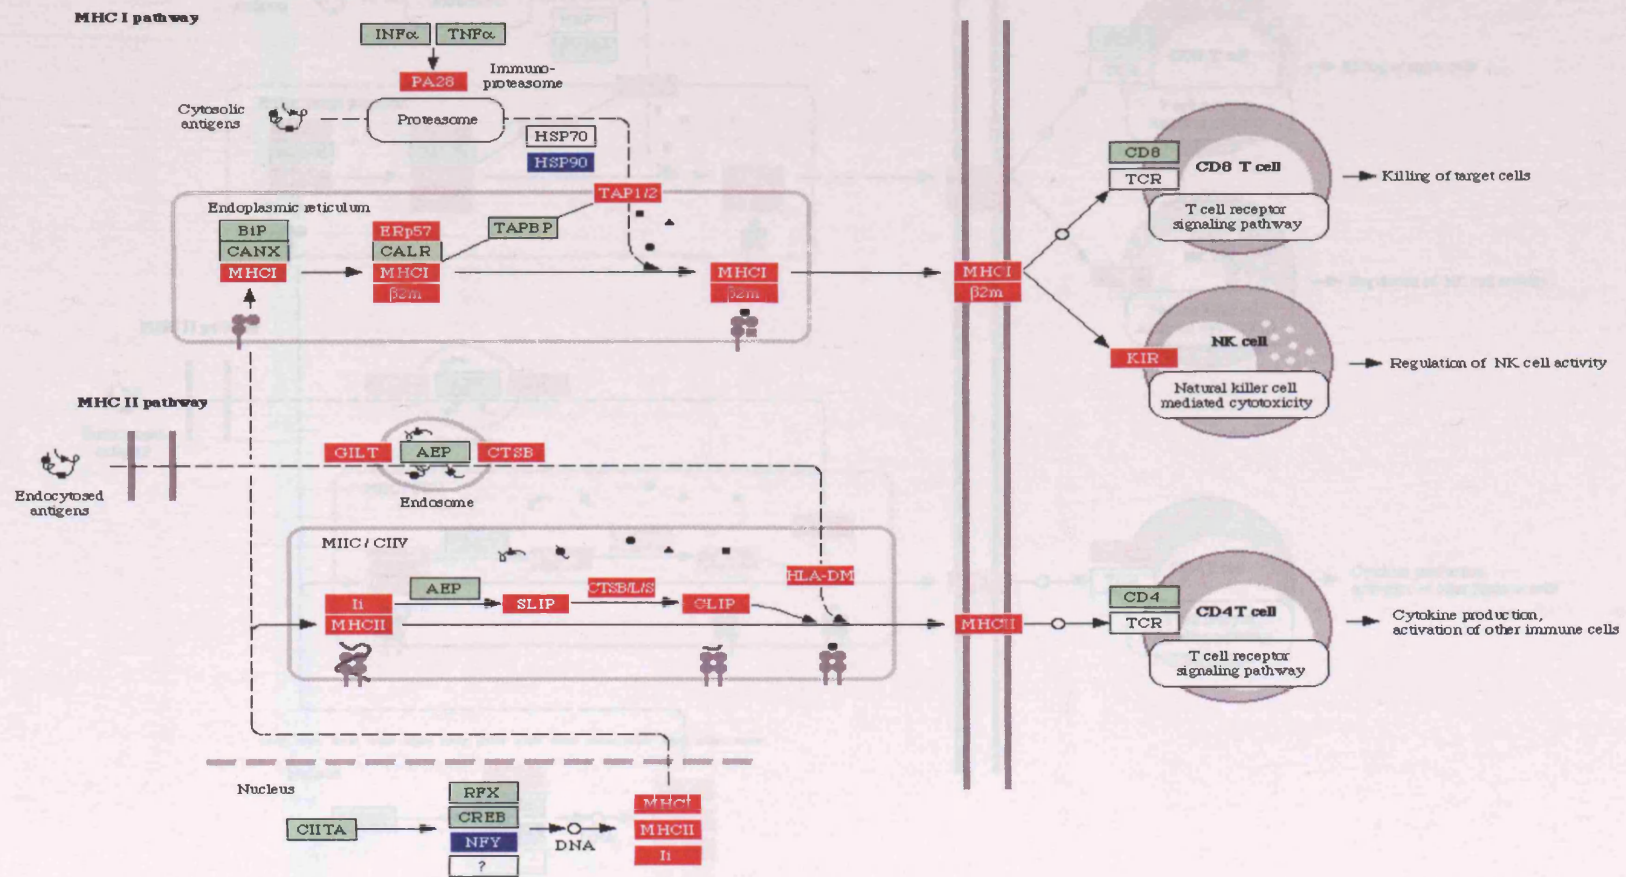 MHC I pathway
INFα TNFα
PA28
Immuno-
proteasome
Cytosolic
antigens
Proteasome
HSP70
HSP90
TAP1/2
Endoplasmic reticulum
BiP
CANX
MHCI
ERp57
CALR
MHCI
β2m
TAPBP
MHCI
β2m
MHCI
β2m
CD8
TCR
CD8 T cell
T cell receptor
signaling pathway
Killing of target cells
KIR
NK cell
Natural killer cell
mediated cytotoxicity
Regulation of NK cell activity
MHC II pathway
Endocytosed
antigens
GILT AEP CTSB
Endosome
MIIC / CIIV
Ii
MHCII
AEP
SLIP
CTSB/L/S
CLIP
HLA-DM
MHCII
CD4
TCR
CD4 T cell
T cell receptor
signaling pathway
Cytokine production,
activation of other immune cells
Nucleus
CIITA
RFX
CREB
NFY
?
DNA
MHCI
MHCII
Ii